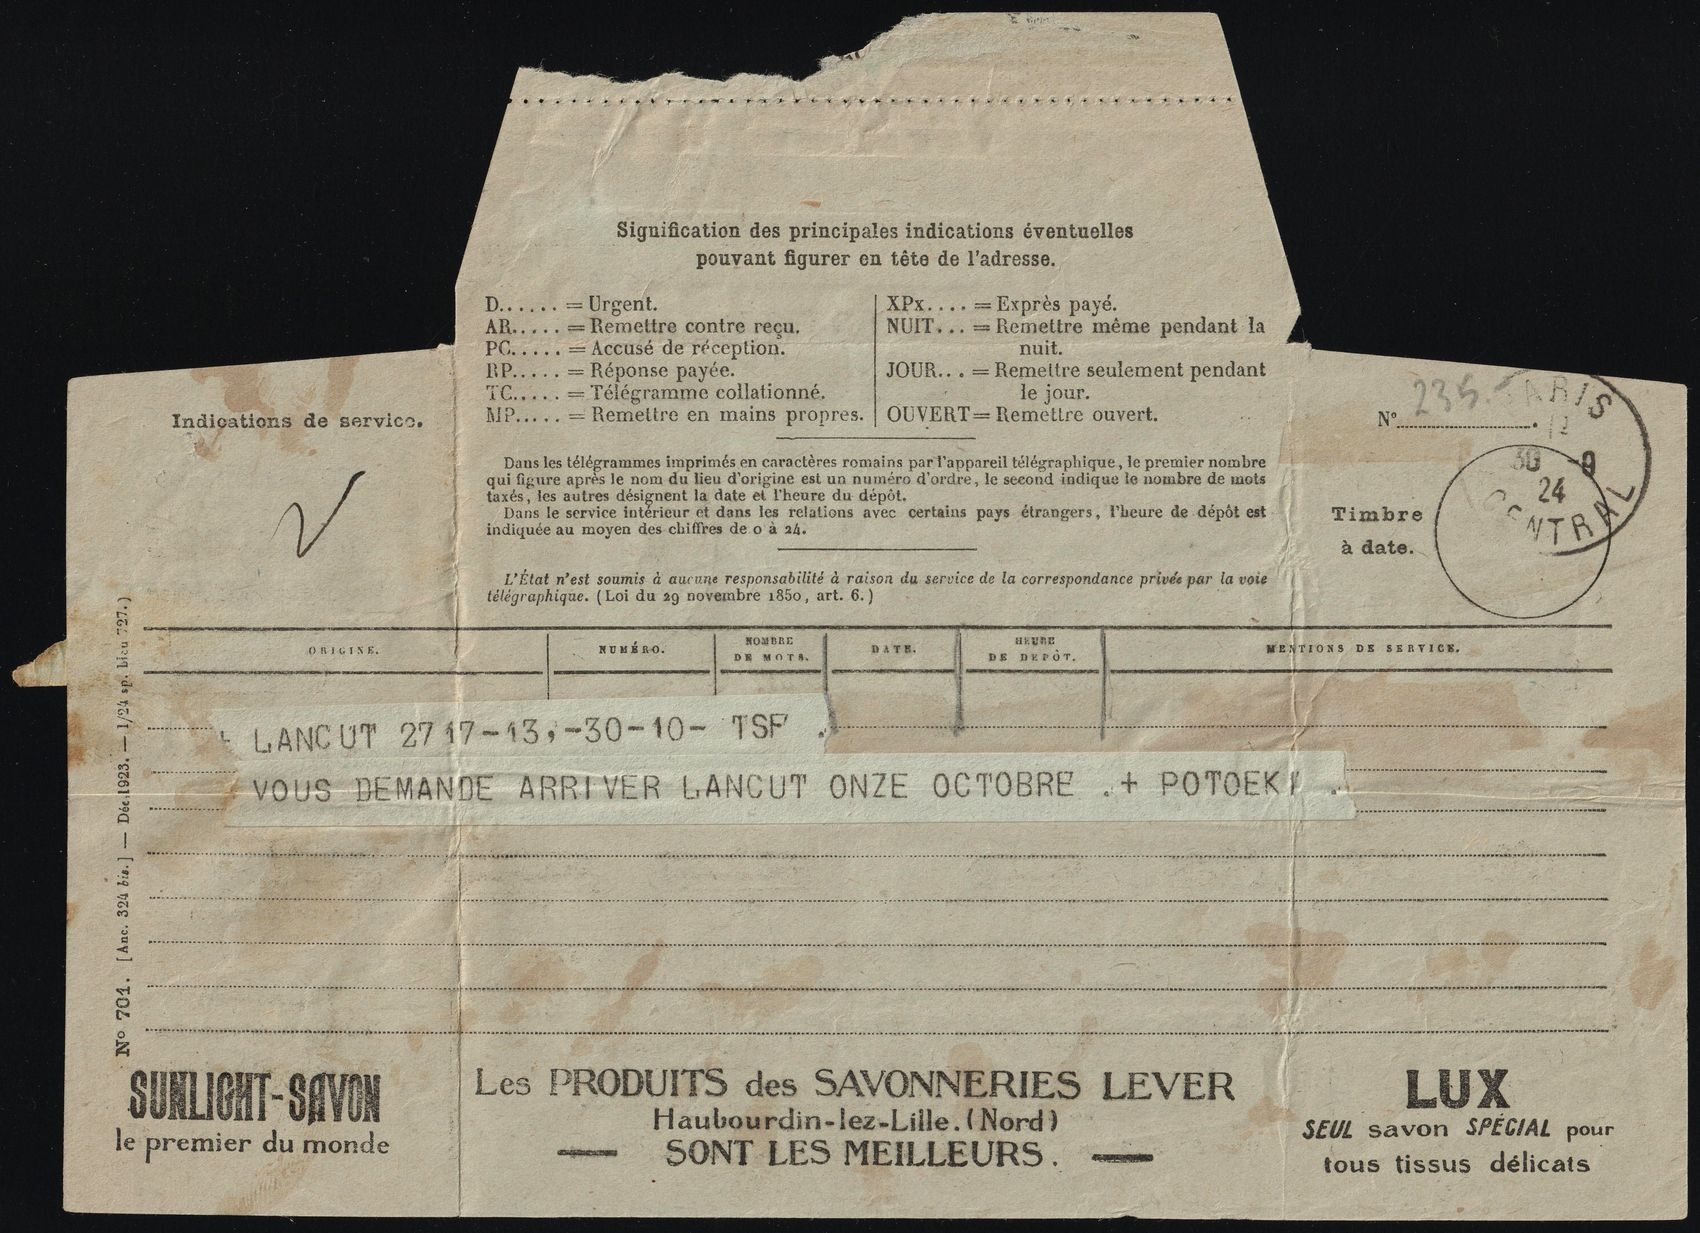 Signification des principales indications éventuelles
pouvant figurer en tête de l'adresse.
D...... = Urgent.
AR..... = Remettre contre reçu.
PC..... = Accusé de réception.
RP..... = Réponse payée.
TC..... = Télégramme collationné.
MP..... = Remettre en mains propres.
XPx.... = Exprès payé.
NUIT... = Remettre même pendant la
nuit.
JOUR... = Remettre seulement pendant
le jour.
OUVERT = Remettre ouvert.
Dans les télégrammes imprimés en caractères romains par l'appareil télégraphique, le premier nombre
qui figure après le nom du lieu d'origine est un numéro d'ordre, le second indique le nombre de mots
taxés, les autres désignent la date et l'heure du dépôt.
Dans le service intérieur et dans les relations avec certains pays étrangers, l'heure de dépôt est
indiquée au moyen des chiffres de 0 à 24.
L'État n'est soumis à aucune responsabilité à raison du service de la correspondance privée par la voie
télégraphique. (Loi du 29 novembre 1850, art. 6.)
Indications de service.
N° ........
PARIS
30 -9
24
CENTRAL
Timbre
à date.
ORIGINE. NUMÉRO. NOMBRE DE MOTS. DATE. HEURE DE DÉPÔT. MENTIONS DE SERVICE.
+ LANCUT 27 17-13,-30-10- TSF .
VOUS DEMANDE ARRIVER LANCUT ONZE OCTOBRE .+ POTOEKI .
N° 701. [Anc. 324 bis.] — Déc. 1923. — 1/24 sp. bleu 727.)
SUNLIGHT-SAVON
le premier du monde
Les PRODUITS des SAVONNERIES LEVER
Haubourdin-lez-Lille. (Nord)
— SONT LES MEILLEURS. —
LUX
SEUL savon SPÉCIAL pour
tous tissus délicats